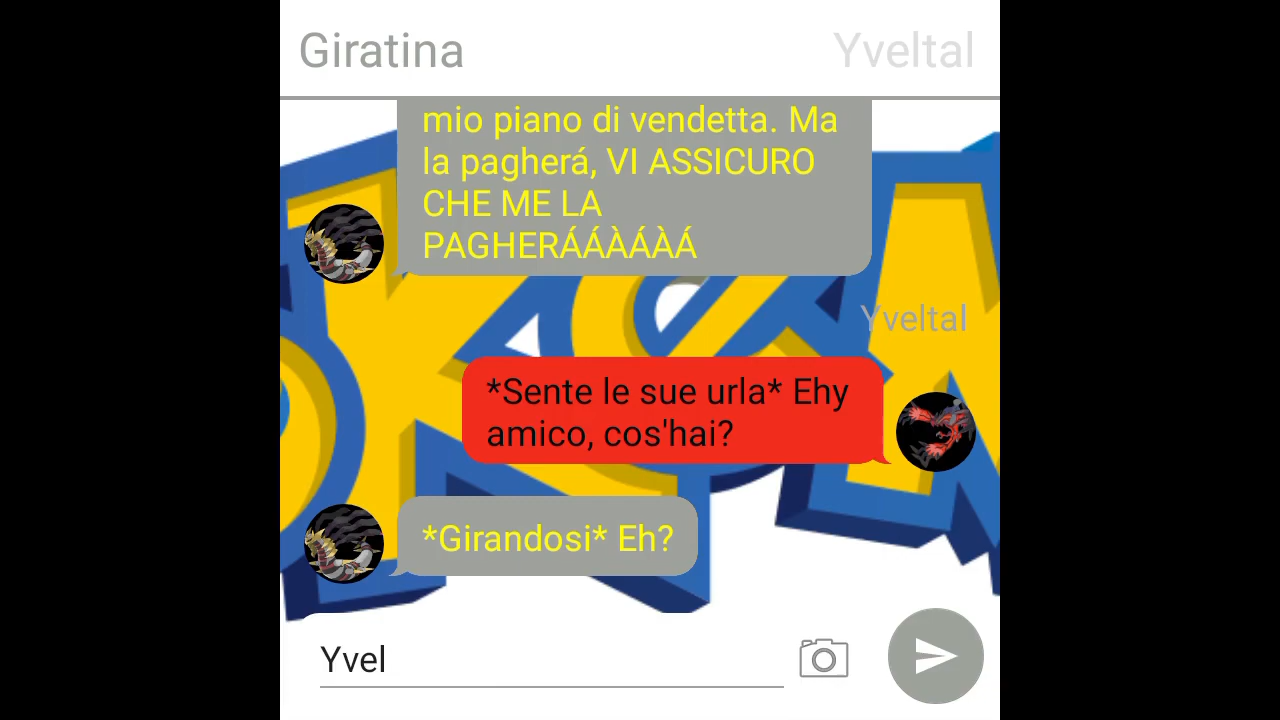 Giratina
Yveltal
mio piano di vendetta. Ma
la pagherá, VI ASSICURO
CHE ME LA
PAGHERÁÁÀÁÀÁ
Yveltal
*Sente le sue urla* Ehy
amico, cos'hai?
*Girandosi* Eh?
Yvel